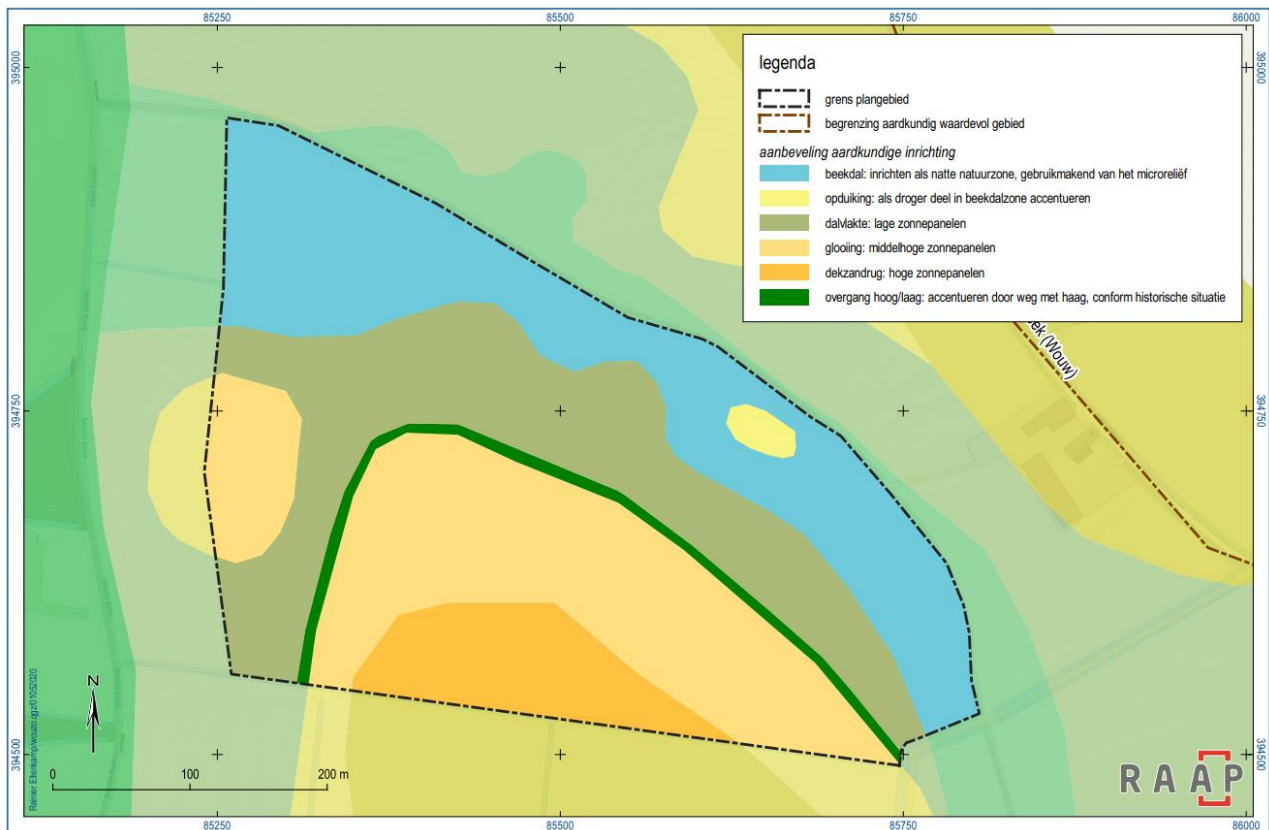 85250
85500
85750
86000
395000
395000
legenda
grens plangebied
begrenzing aardkundig waardevol gebied
aanbeveling aardkundige inrichting
beekdal: inrichten als natte natuurzone, gebruikmakend van het microreliëf
opduiking: als droger deel in beekdalzone accentueren
dalvlakte: lage zonnepanelen
glooiing: middelhoge zonnepanelen
dekzandrug: hoge zonnepanelen
overgang hoog/laag: accentueren door weg met haag, conform historische situatie
ek (Wouw)
394750
394750
N
394500
394500
0
100
200 m
RAAP
85250
85500
85750
86000